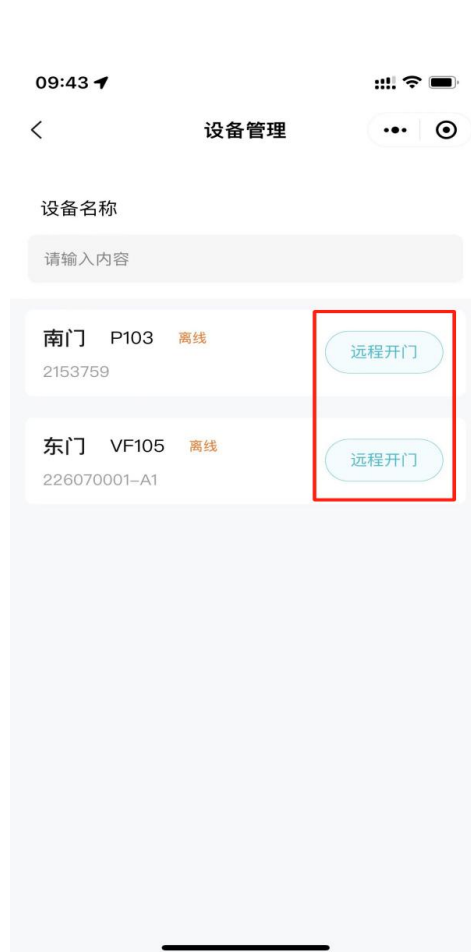 09:43
设备管理
设备名称
请输入内容
南门 P103 离线
远程开门
2153759
东门 VF105 离线
远程开门
226070001-A1